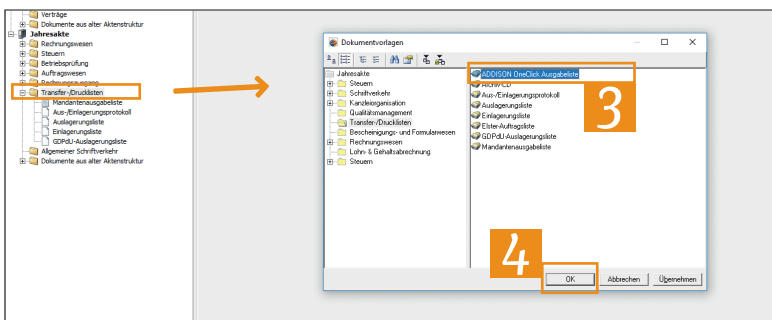 Verträge
Dokumente aus alter Aktenstruktur
Jahresakte
Rechnungswesen
Steuern
Betriebsprüfung
Auftragswesen
Rechnungsausgang
Transfer-/Drucklisten
Mandantenausgabeliste
Aus-/Einlagerungsprotokoll
Auslagerungsliste
Einlagerungsliste
GDPdU-Auslagerungsliste
Allgemeiner Schriftverkehr
Dokumente aus alter Aktenstruktur
Dokumentvorlagen
Jahresakte
Steuern
Schriftverkehr
Kanzleiorganisation
Qualitätsmanagement
Transfer-/Drucklisten
Bescheinigungs- und Formularwesen
Rechnungswesen
Lohn- & Gehaltsabrechnung
Steuern
ADDISON OneClick Ausgabeliste
Archiv-CD
Aus-/Einlagerungsprotokoll
Auslagerungsliste
Einlagerungsliste
Elster-Auftragsliste
GDPdU-Auslagerungsliste
Mandantenausgabeliste
3
4
OK
Abbrechen
Übernehmen